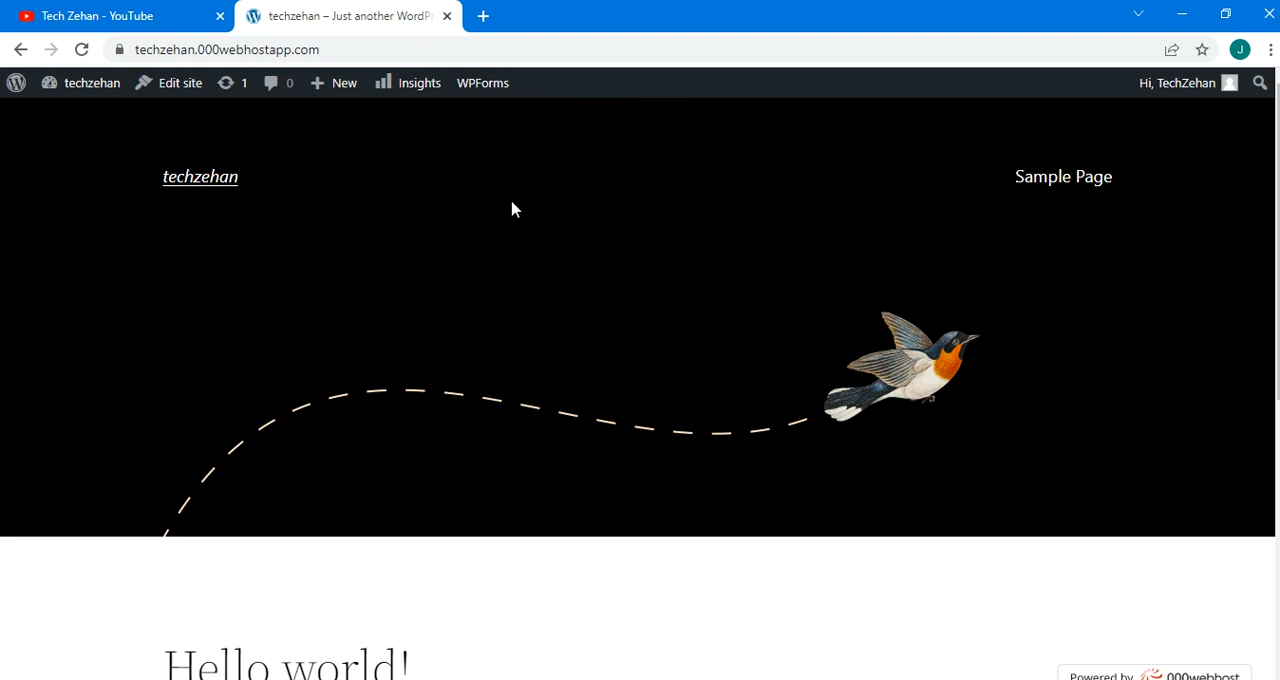 Tech Zehan - YouTube
techzehan – Just another WordPr
techzehan.000webhostapp.com
J
techzehan Edit site 1 0 New Insights WPForms Hi, TechZehan
techzehan Sample Page
Hello world!
Powered by 000webhost